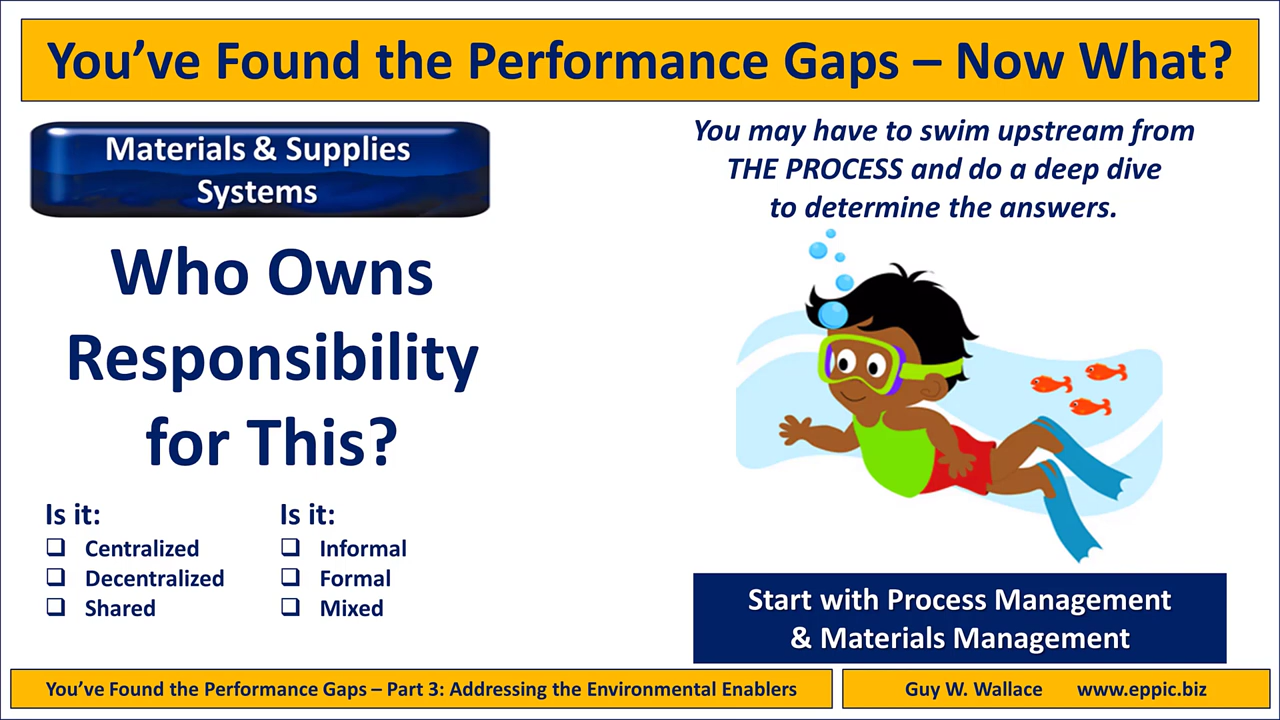 You’ve Found the Performance Gaps – Now What?
Materials & Supplies
Systems
Who Owns
Responsibility
for This?
Is it:
❑ Centralized
❑ Decentralized
❑ Shared
Is it:
❑ Informal
❑ Formal
❑ Mixed
You may have to swim upstream from
THE PROCESS and do a deep dive
to determine the answers.
Start with Process Management
& Materials Management
You’ve Found the Performance Gaps – Part 3: Addressing the Environmental Enablers
Guy W. Wallace www.eppic.biz